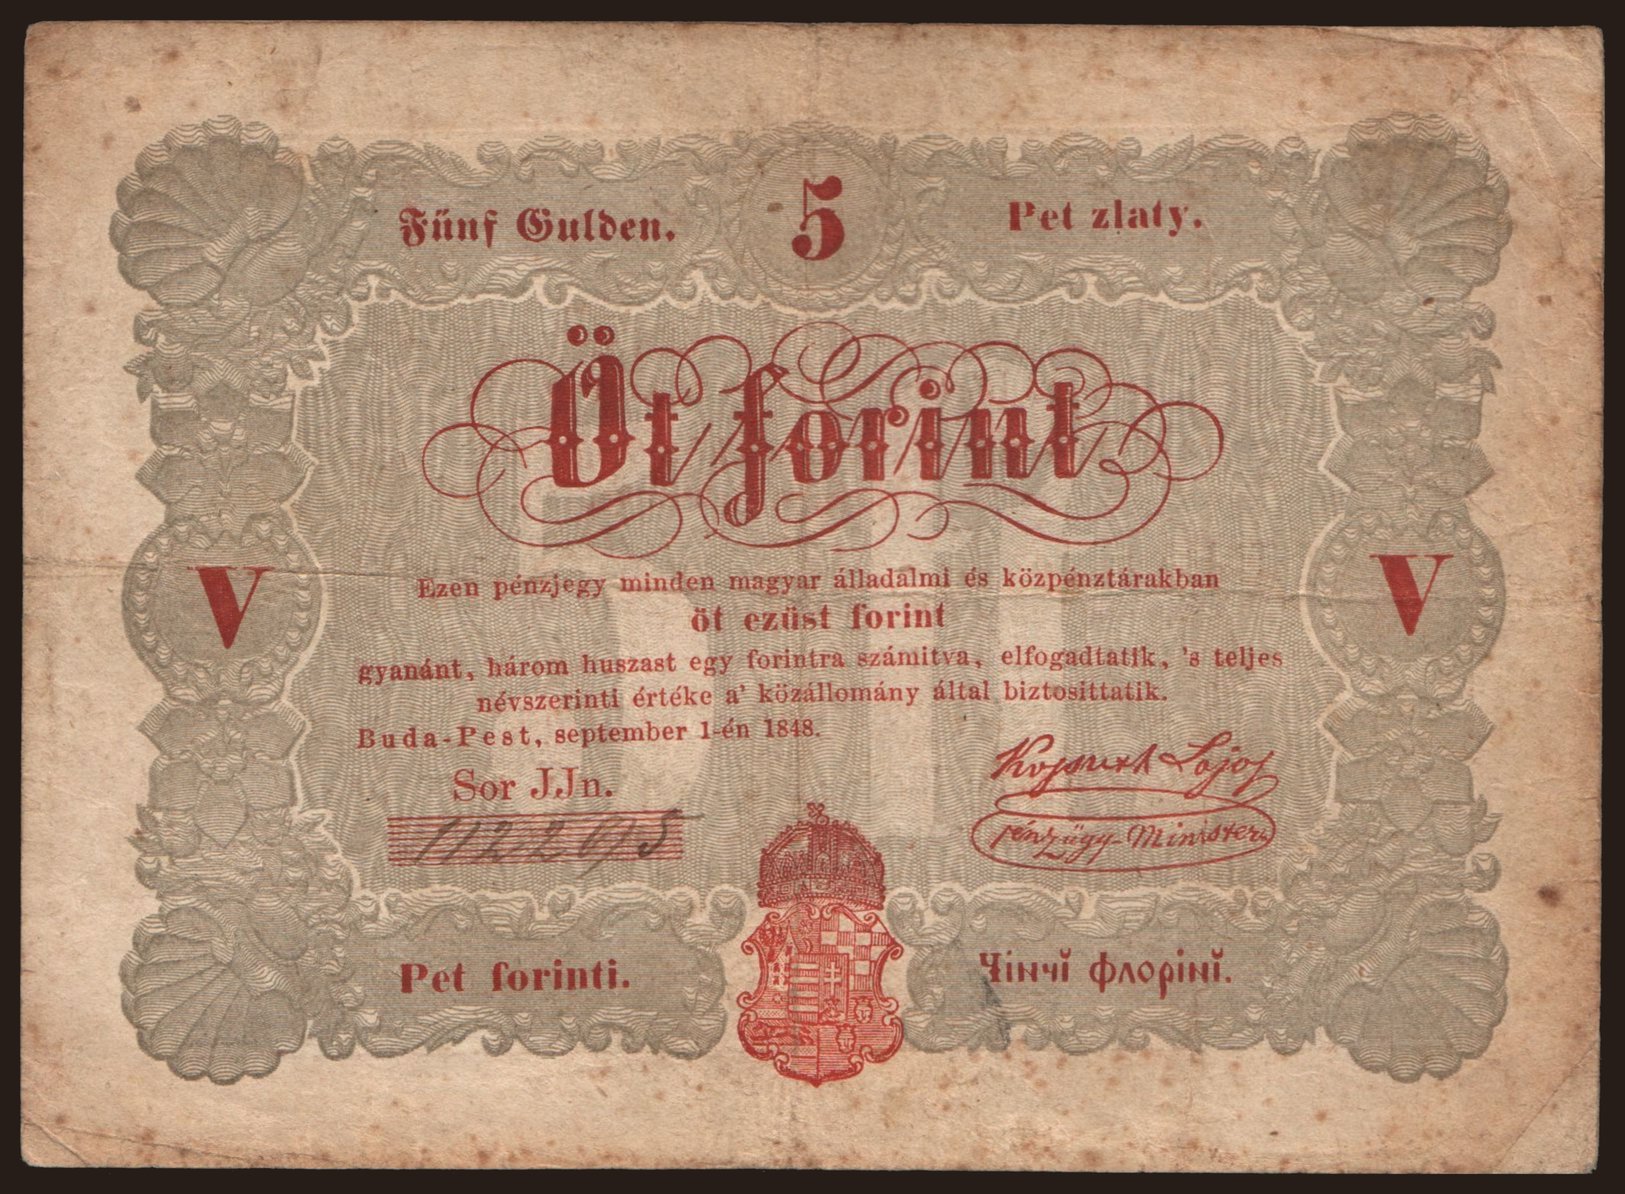 Fünf Gulden.
5
Pet zlaty.
Öt forint
V
V
Ezen pénzjegy minden magyar álladalmi és közpénztárakban
öt ezüst forint
gyanánt, három huszast egy forintra számitva, elfogadtatik, 's teljes
névszerinti értéke a' közállomány által biztosittatik.
Buda-Pest, september 1-én 1848.
Sor JJn.
Kossuth Lajos
pénzügy-Minister
Pet forinti.
Чінчĭ флорінĭ.